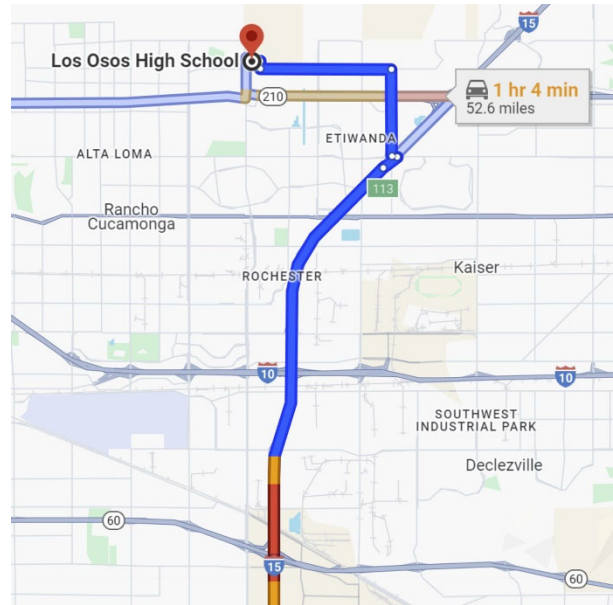 15
Los Osos High School
1 hr 4 min
52.6 miles
210
ETIWANDA
ALTA LOMA
113
Rancho
Cucamonga
Kaiser
ROCHESTER
10
10
SOUTHWEST
INDUSTRIAL PARK
Declezville
60
15
60